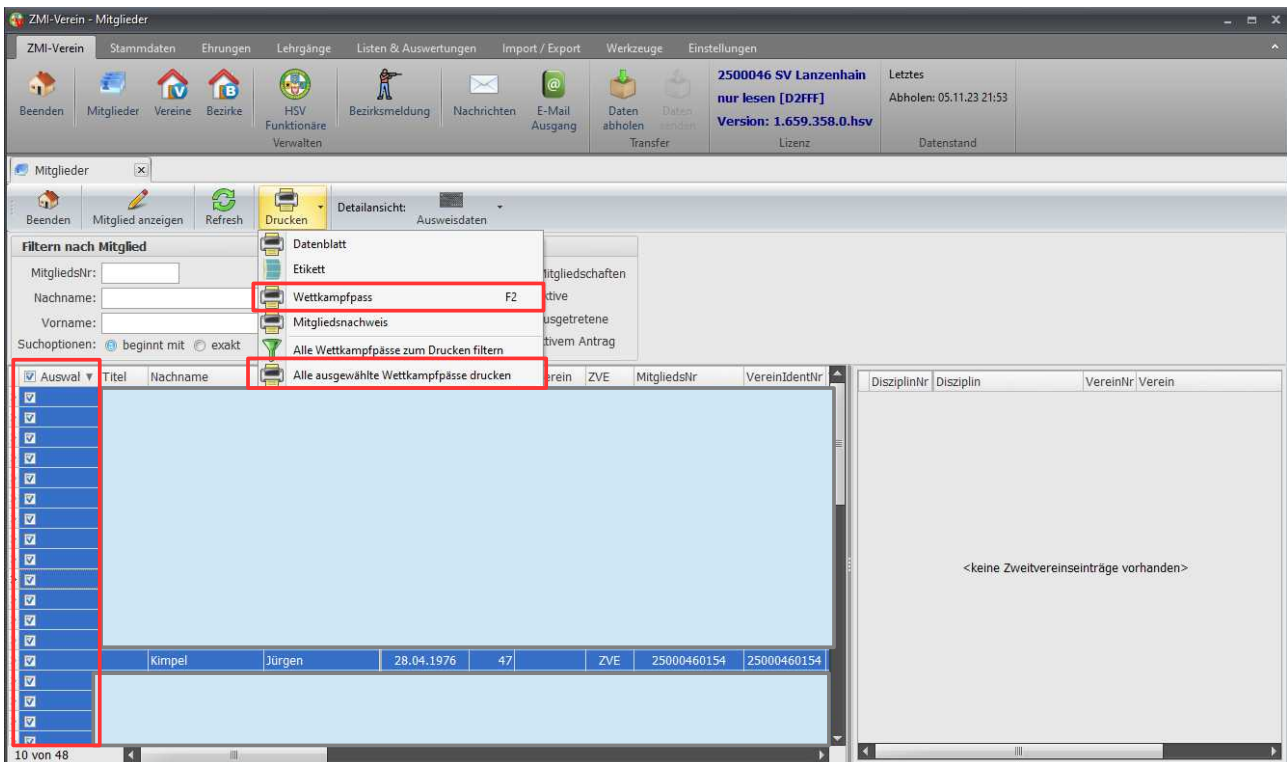 ZMI-Verein - Mitglieder
ZMI-Verein Stammdaten Ehrungen Lehrgänge Listen & Auswertungen Import / Export Werkzeuge Einstellungen
Beenden Mitglieder Vereine Bezirke HSV Funktionäre Bezirksmeldung Nachrichten E-Mail Ausgang Daten abholen Daten senden
2500046 SV Lanzenhain
nur lesen [D2FFF]
Version: 1.659.358.0.hsv
Letztes
Abholen: 05.11.23 21:53
Verwalten Transfer Lizenz Datenstand
Mitglieder
Beenden Mitglied anzeigen Refresh Drucken Detailansicht: Ausweisdaten
Filtern nach Mitglied
MitgliedsNr:
Nachname:
Vorname:
Suchoptionen: beginnt mit exakt
Datenblatt
Etikett
Wettkampfpass F2
Mitgliedsnachweis
Alle Wettkampfpässe zum Drucken filtern
Alle ausgewählte Wettkampfpässe drucken
Mitgliedschaften
ktive
usgetretene
ktivem Antrag
Auswal Titel Nachname erein ZVE MitgliedsNr VereinIdentNr
DisziplinNr Disziplin VereinNr Verein
<keine Zweitvereinseinträge vorhanden>
Kimpel Jürgen 28.04.1976 47 ZVE 25000460154 25000460154
10 von 48